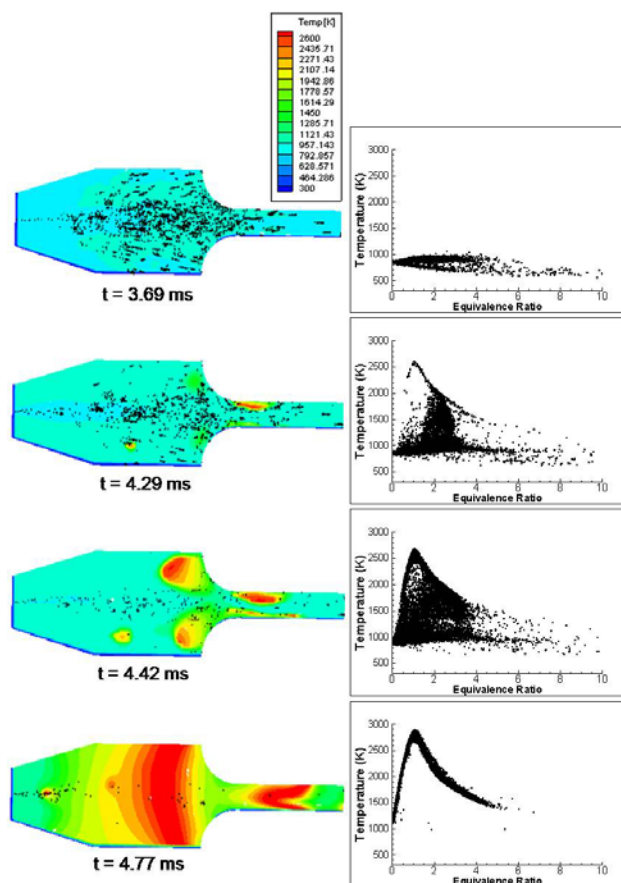 Temp[K]
2600
2435.71
2271.43
2107.14
1942.86
1778.57
1614.29
1450
1285.71
1121.43
957.143
792.857
628.571
464.286
300
t = 3.69 ms
Temperature (K)
3000
2500
2000
1500
1000
500
0 2 4 6 8 10
Equivalence Ratio
t = 4.29 ms
Temperature (K)
3000
2500
2000
1500
1000
500
0 2 4 6 8 10
Equivalence Ratio
t = 4.42 ms
Temperature (K)
3000
2500
2000
1500
1000
500
0 2 4 6 8 10
Equivalence Ratio
t = 4.77 ms
Temperature (K)
3000
2500
2000
1500
1000
500
0 2 4 6 8 10
Equivalence Ratio